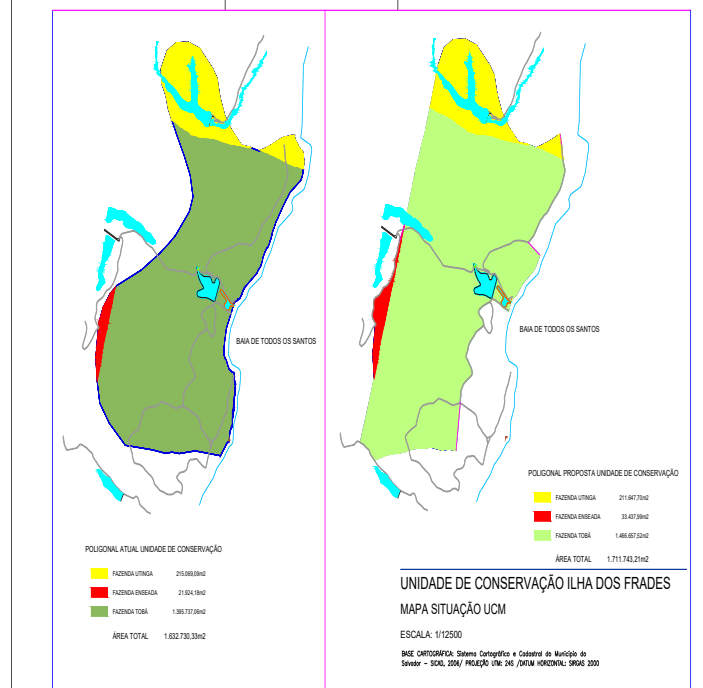 BAIA DE TODOS OS SANTOS
POLIGONAL ATUAL UNIDADE DE CONSERVAÇÃO
FAZENDA UTINGA 215.069,09m2
FAZENDA ENSEADA 21.924,18m2
FAZENDA TOBÁ 1.395.737,06m2
ÁREA TOTAL 1.632.730,33m2
BAIA DE TODOS OS SANTOS
POLIGONAL PROPOSTA UNIDADE DE CONSERVAÇÃO
FAZENDA UTINGA 211.647,70m2
FAZENDA ENSEADA 33.437,99m2
FAZENDA TOBÁ 1.466.657,52m2
ÁREA TOTAL 1.711.743,21m2
UNIDADE DE CONSERVAÇÃO ILHA DOS FRADES
MAPA SITUAÇÃO UCM
ESCALA: 1/12500
BASE CARTOGRÁFICA: Sistema Cartográfico e Cadastral do Município do
Salvador - SICAD, 2006/ PROJEÇÃO UTM: 24S /DATUM HORIZONTAL: SIRGAS 2000